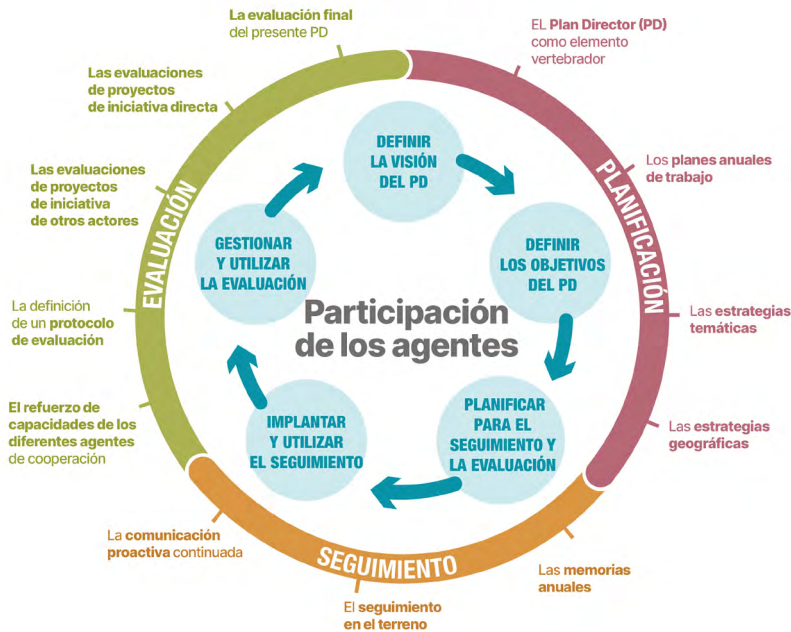 La evaluación final
del presente PD
EL Plan Director (PD)
como elemento
vertebrador
Las evaluaciones
de proyectos
de iniciativa directa
Los planes anuales
de trabajo
Las evaluaciones
de proyectos
de iniciativa
de otros actores
Las estrategias
temáticas
La definición
de un protocolo
de evaluación
Las estrategias
geográficas
El refuerzo de
capacidades de los
diferentes agentes
de cooperación
Las memorias
anuales
La comunicación
proactiva continuada
El seguimiento
en el terreno
EVALUACIÓN
PLANIFICACIÓN
SEGUIMIENTO
DEFINIR
LA VISIÓN
DEL PD
DEFINIR
LOS OBJETIVOS
DEL PD
PLANIFICAR
PARA EL
SEGUIMIENTO Y
LA EVALUACIÓN
IMPLANTAR
Y UTILIZAR
EL SEGUIMIENTO
GESTIONAR
Y UTILIZAR
LA EVALUACIÓN
Participación
de los agentes